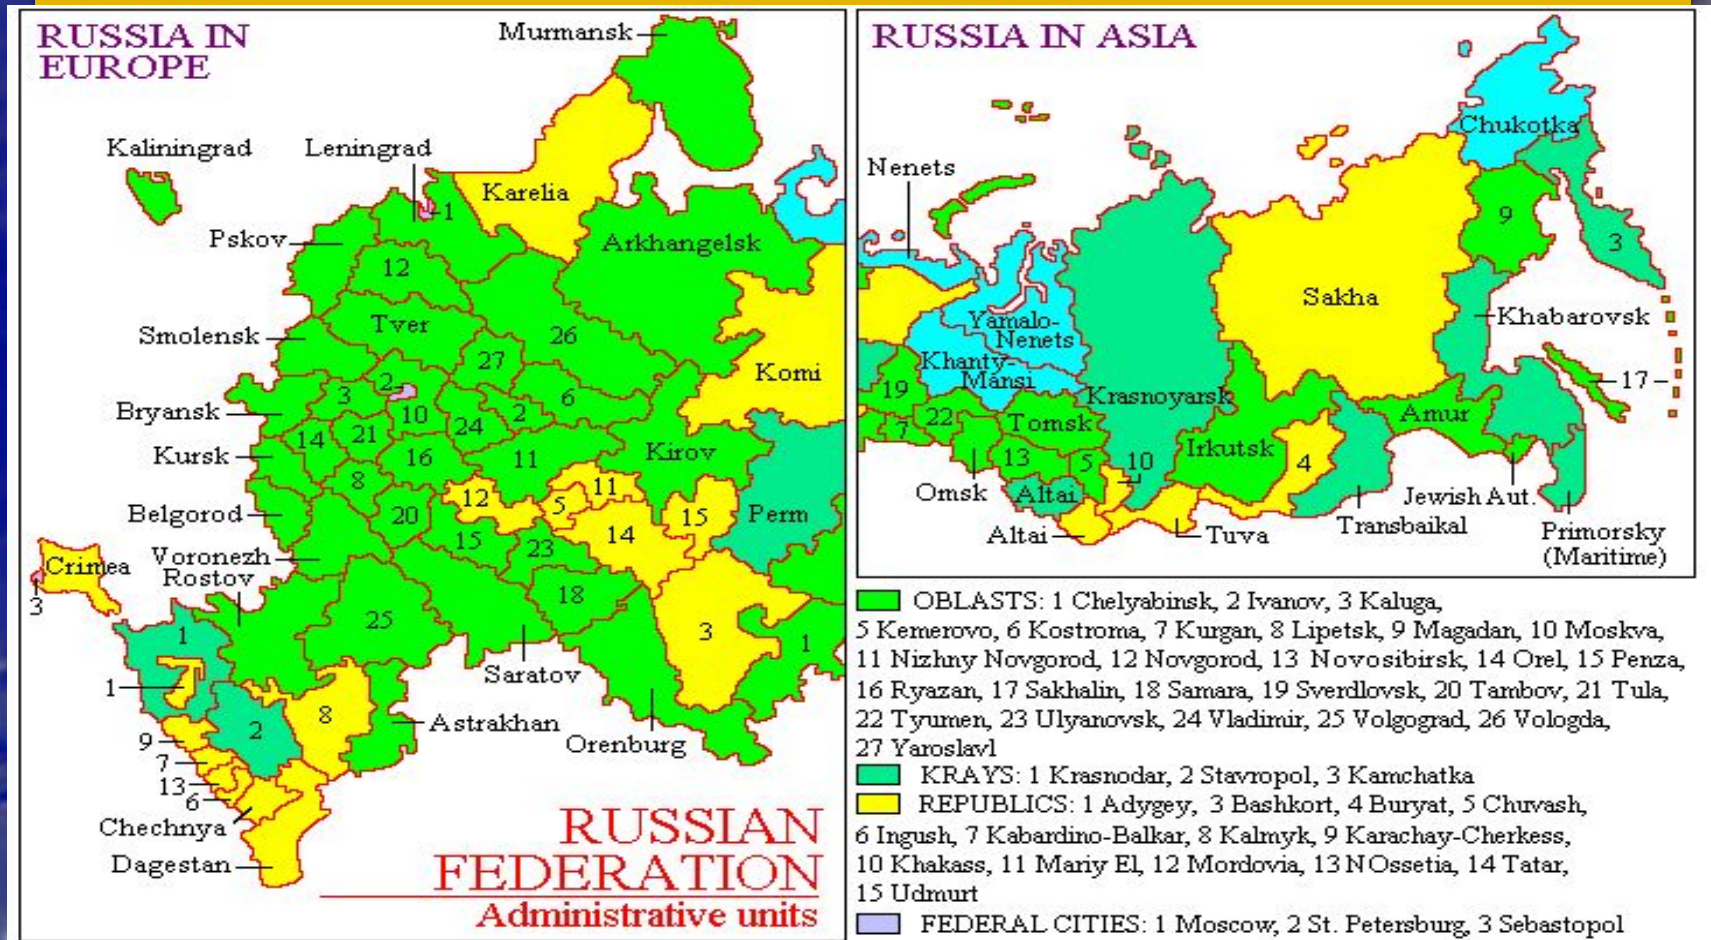 RUSSIA IN
EUROPE
Murmansk
Kaliningrad
Leningrad
1
Karelia
Pskov
Arkhangelsk
12
Smolensk
Tver
26
27
Komi
2
3
6
Bryansk
10
2
24
14
21
Kursk
16
11
Kirov
8
12
11
5
Belgorod
20
15
Perm
14
15
23
Voronezh
Crimea
Rostov
3
18
25
1
3
1
Saratov
1
8
2
Astrakhan
Orenburg
9
7
13
6
Chechnya
Dagestan
RUSSIAN
FEDERATION
Administrative units
RUSSIA IN ASIA
Chukotka
Nenets
9
3
Sakha
Yamalo-
Nenets
Khabarovsk
Khanty-
Mansi
19
17
Krasnoyarsk
22
7
Tomsk
Amur
Irkutsk
13
5
10
4
Omsk
Altai
Jewish Aut.
Altai
Tuva
Transbaikal
Primorsky
(Maritime)
OBLASTS: 1 Chelyabinsk, 2 Ivanov, 3 Kaluga,
5 Kemerovo, 6 Kostroma, 7 Kurgan, 8 Lipetsk, 9 Magadan, 10 Moskva,
11 Nizhny Novgorod, 12 Novgorod, 13 Novosibirsk, 14 Orel, 15 Penza,
16 Ryazan, 17 Sakhalin, 18 Samara, 19 Sverdlovsk, 20 Tambov, 21 Tula,
22 Tyumen, 23 Ulyanovsk, 24 Vladimir, 25 Volgograd, 26 Vologda,
27 Yaroslavl
KRAYS: 1 Krasnodar, 2 Stavropol, 3 Kamchatka
REPUBLICS: 1 Adygey, 3 Bashkort, 4 Buryat, 5 Chuvash,
6 Ingush, 7 Kabardino-Balkar, 8 Kalmyk, 9 Karachay-Cherkess,
10 Khakass, 11 Mariy El, 12 Mordovia, 13 NOssetia, 14 Tatar,
15 Udmurt
FEDERAL CITIES: 1 Moscow, 2 St. Petersburg, 3 Sebastopol